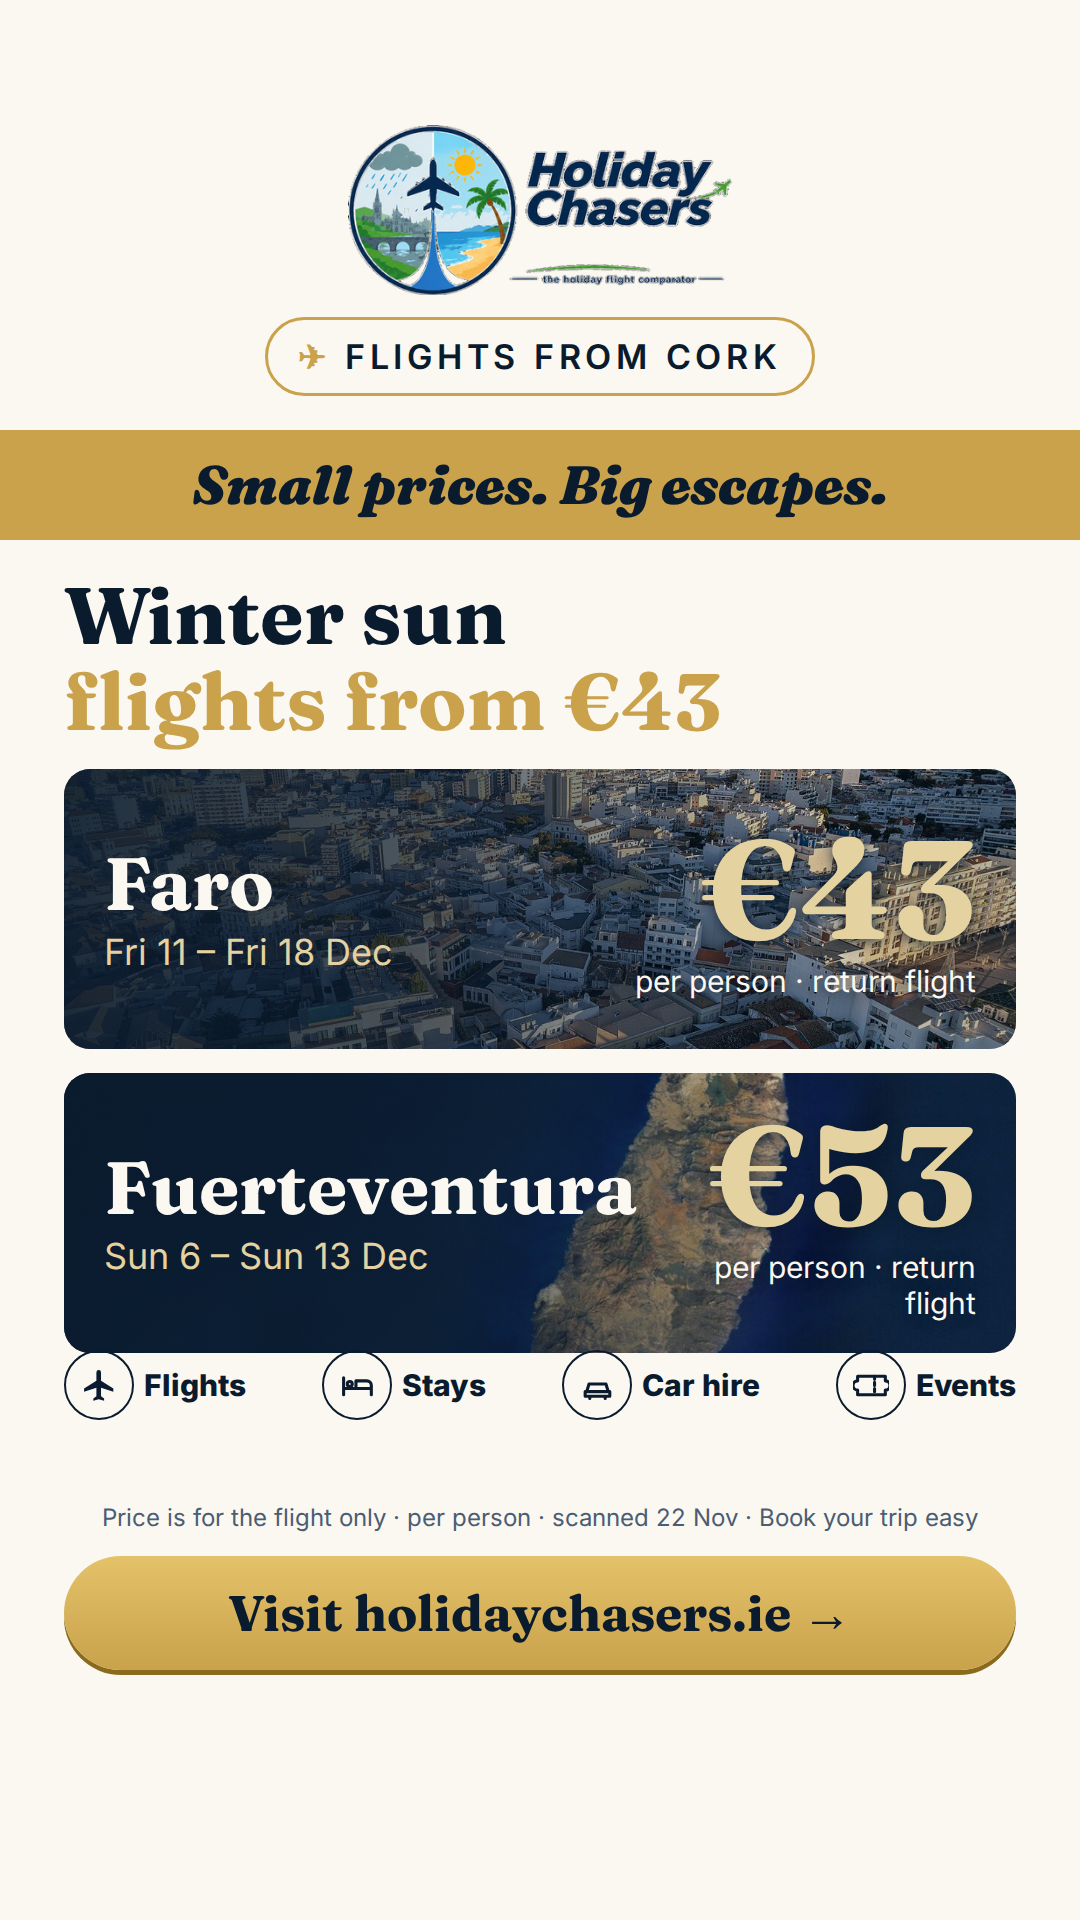 Holiday
Chasers
the holiday flight comparator
✈ FLIGHTS FROM CORK
Small prices. Big escapes.
Winter sun
flights from €43
Faro
Fri 11 – Fri 18 Dec
€43
per person · return flight
Fuerteventura
Sun 6 – Sun 13 Dec
€53
per person · return
flight
Flights
Stays
Car hire
Events
Price is for the flight only · per person · scanned 22 Nov · Book your trip easy
Visit holidaychasers.ie →